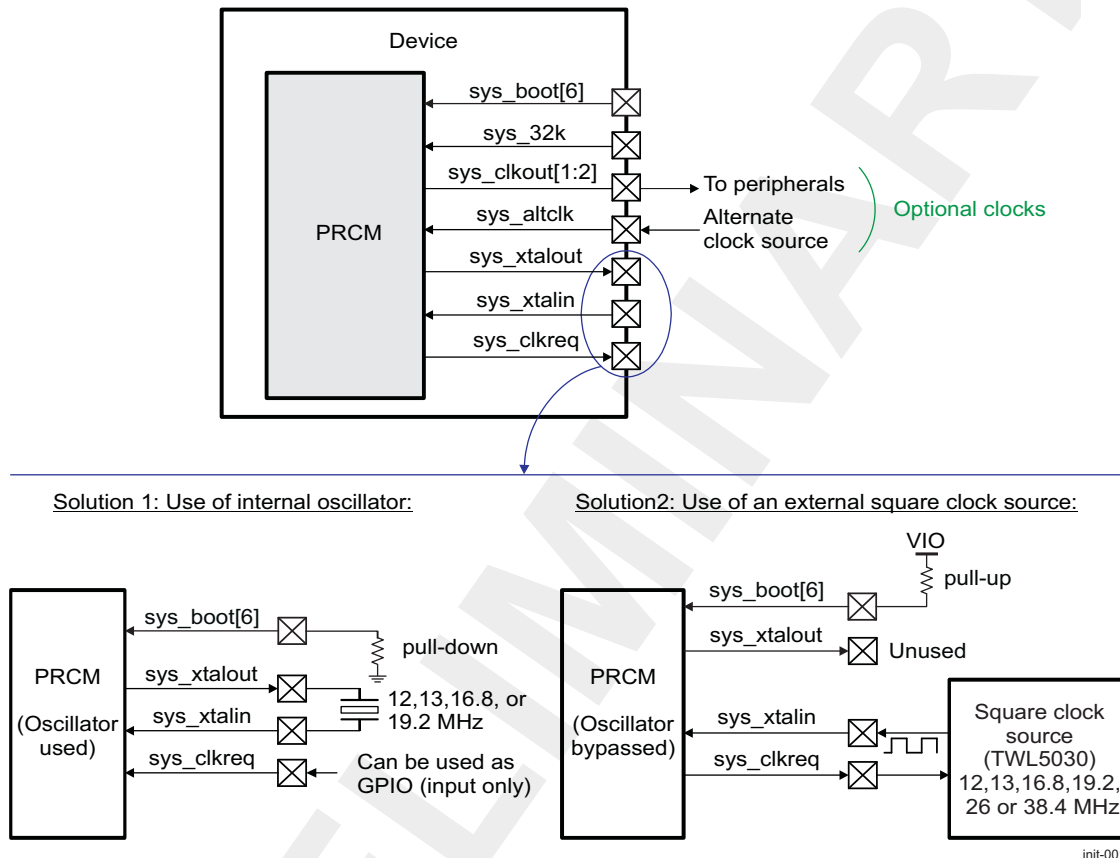 Device
PRCM
sys_boot[6]
sys_32k
sys_clkout[1:2]
sys_altclk
sys_xtalout
sys_xtalin
sys_clkreq
To peripherals
Alternate
clock source
Optional clocks
Solution 1: Use of internal oscillator:
PRCM
(Oscillator
used)
sys_boot[6]
pull-down
sys_xtalout
sys_xtalin
12,13,16.8, or
19.2 MHz
sys_clkreq
Can be used as
GPIO (input only)
Solution2: Use of an external square clock source:
VIO
pull-up
PRCM
(Oscillator
bypassed)
sys_boot[6]
sys_xtalout
Unused
sys_xtalin
sys_clkreq
Square clock
source
(TWL5030)
12,13,16.8,19.2,
26 or 38.4 MHz
init-00
ELIMINAR